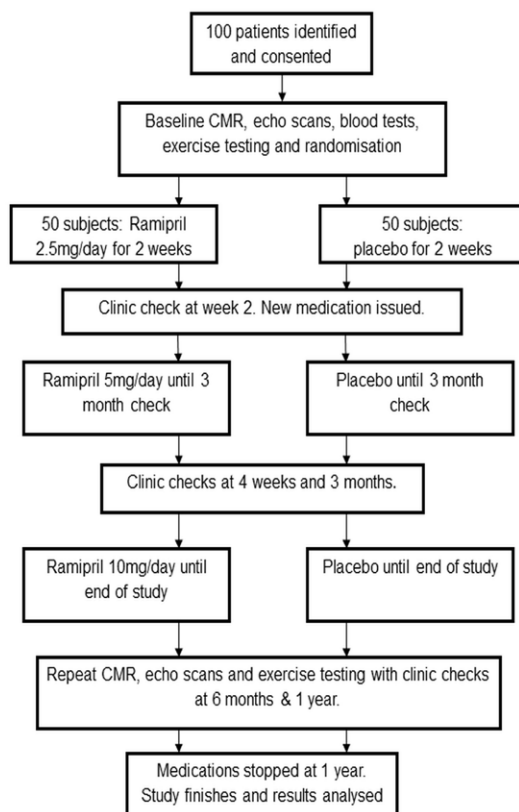 100 patients identified
and consented
Baseline CMR, echo scans, blood tests,
exercise testing and randomisation
50 subjects: Ramipril
2.5mg/day for 2 weeks
50 subjects:
placebo for 2 weeks
Clinic check at week 2. New medication issued.
Ramipril 5mg/day until 3
month check
Placebo until 3 month
check
Clinic checks at 4 weeks and 3 months.
Ramipril 10mg/day until
end of study
Placebo until end of study
Repeat CMR, echo scans and exercise testing with clinic checks
at 6 months & 1 year.
Medications stopped at 1 year.
Study finishes and results analysed